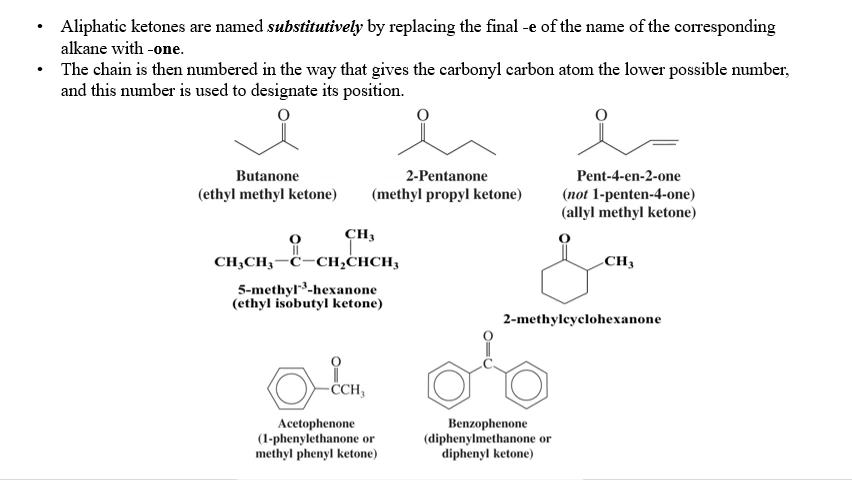 • Aliphatic ketones are named substitutively by replacing the final -e of the name of the corresponding
alkane with -one.
• The chain is then numbered in the way that gives the carbonyl carbon atom the lower possible number,
and this number is used to designate its position.
O O O
Butanone 2-Pentanone Pent-4-en-2-one
(ethyl methyl ketone) (methyl propyl ketone) (not 1-penten-4-one)
(allyl methyl ketone)
O CH₃
CH₃CH₃—C—CH₂CHCH₃
5-methyl-³-hexanone
(ethyl isobutyl ketone)
O
CH₃
2-methylcyclohexanone
O
CCH₃
O
C
Acetophenone Benzophenone
(1-phenylethanone or (diphenylmethanone or
methyl phenyl ketone) diphenyl ketone)